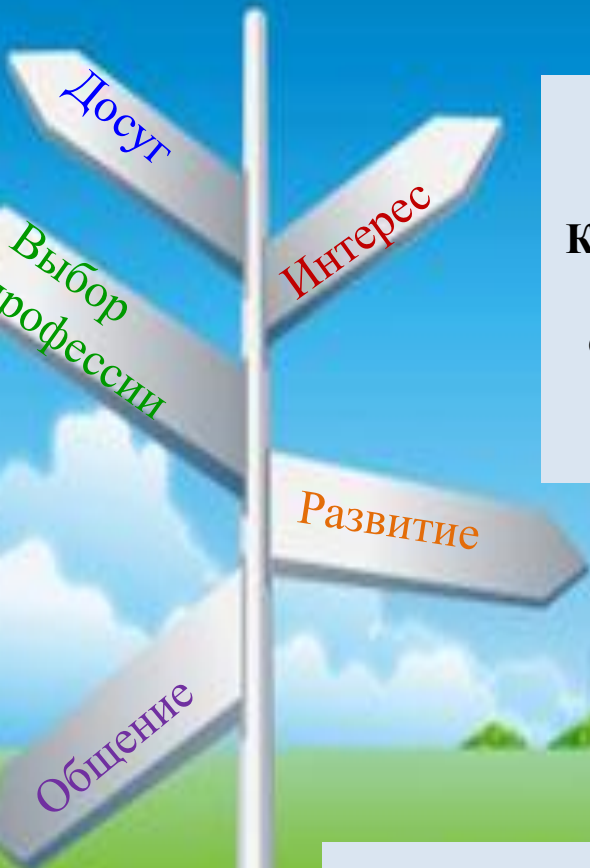 Досуг
Интерес
Выбор
профессии
Развитие
Общение
К